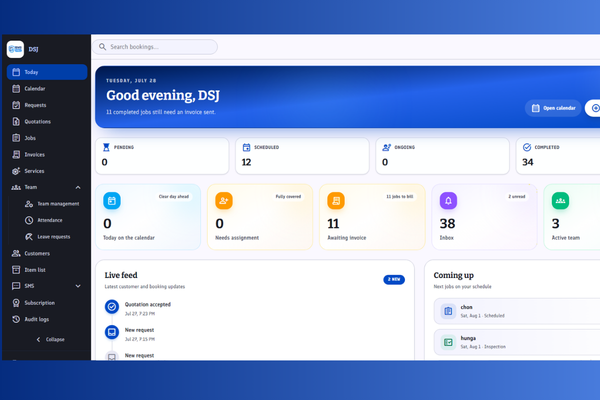 DSJ
Search bookings...
Today
Calendar
Requests
Quotations
Jobs
Invoices
Services
Team
Team management
Attendance
Leave requests
Customers
Item list
SMS
Subscription
Audit logs
Collapse
TUESDAY, JULY 28
Good evening, DSJ
11 completed jobs still need an invoice sent.
Open calendar
PENDING
0
SCHEDULED
12
ONGOING
0
COMPLETED
34
Clear day ahead
0
Today on the calendar
Fully covered
0
Needs assignment
11 jobs to bill
11
Awaiting invoice
2 unread
38
Inbox
3
Active team
Live feed
Latest customer and booking updates
2 NEW
Quotation accepted
Jul 27, 7:23 PM
New request
Jul 27, 7:15 PM
New request
Coming up
Next jobs on your schedule
chon
Sat, Aug 1 · Scheduled
hunga
Sat, Aug 1 · Inspection